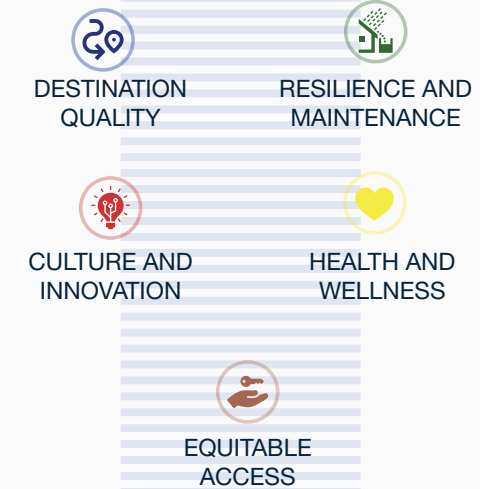 DESTINATION
QUALITY
RESILIENCE AND
MAINTENANCE
CULTURE AND
INNOVATION
HEALTH AND
WELLNESS
EQUITABLE
ACCESS